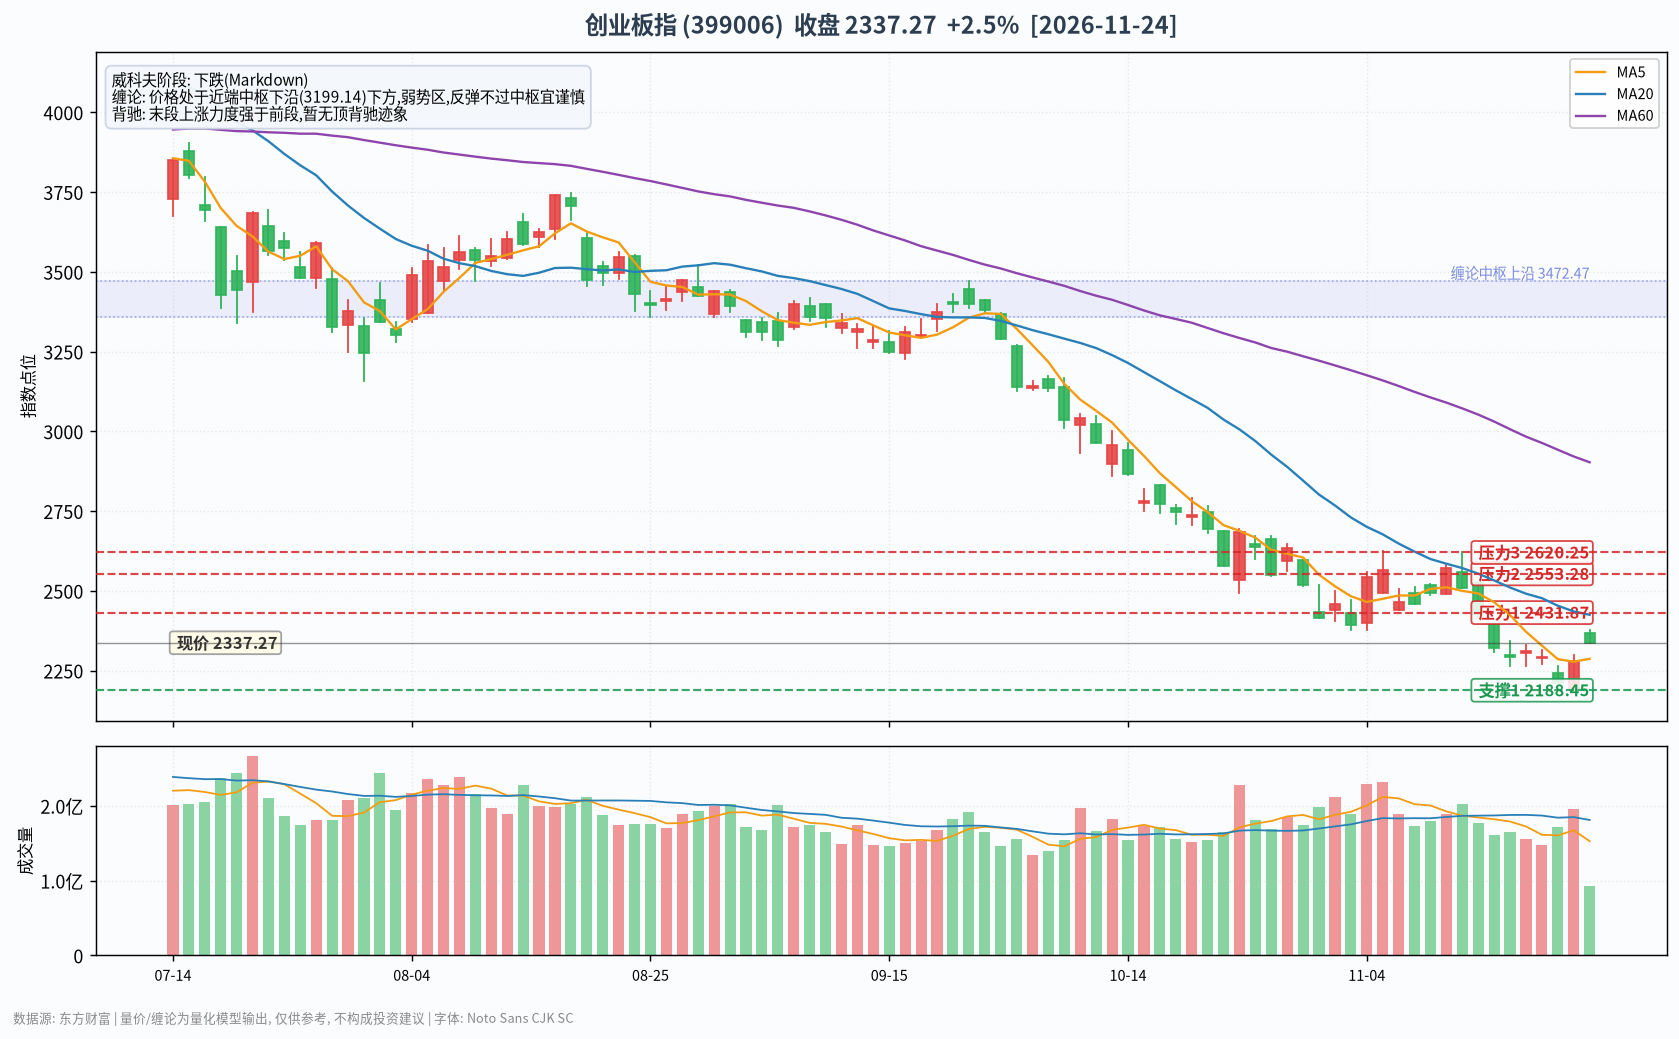 创业板指 (399006)  收盘 2337.27  +2.5%  [2026-11-24]
威科夫阶段: 下跌(Markdown)
缠论: 价格处于近端中枢下沿(3199.14)下方,弱势区,反弹不过中枢宜谨慎
背驰: 末段上涨力度强于前段,暂无顶背驰迹象
MA5
MA20
MA60
指数点位
4000
3750
3500
3250
3000
2750
2500
2250
缠论中枢上沿 3472.47
压力3 2620.25
压力2 2553.28
压力1 2431.87
现价 2337.27
支撑1 2188.45
成交量
2.0亿
1.0亿
0
07-14
08-04
08-25
09-15
10-14
11-04
数据源: 东方财富 | 量价/缠论为量化模型输出, 仅供参考, 不构成投资建议 | 字体: Noto Sans CJK SC